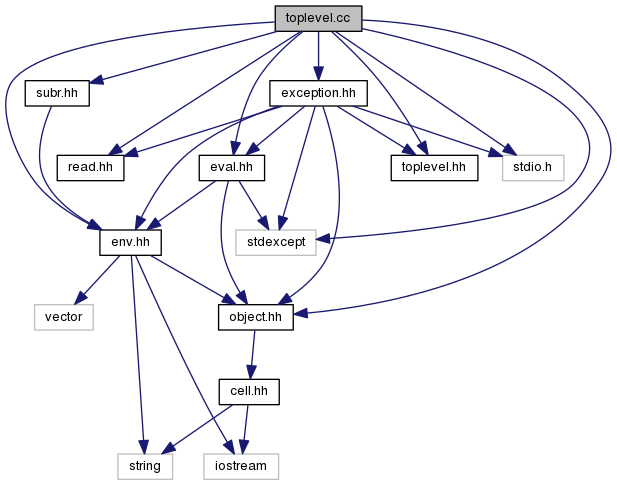 toplevel.cc
subr.hh
exception.hh
read.hh
eval.hh
toplevel.hh
stdio.h
env.hh
stdexcept
vector
object.hh
cell.hh
string
iostream